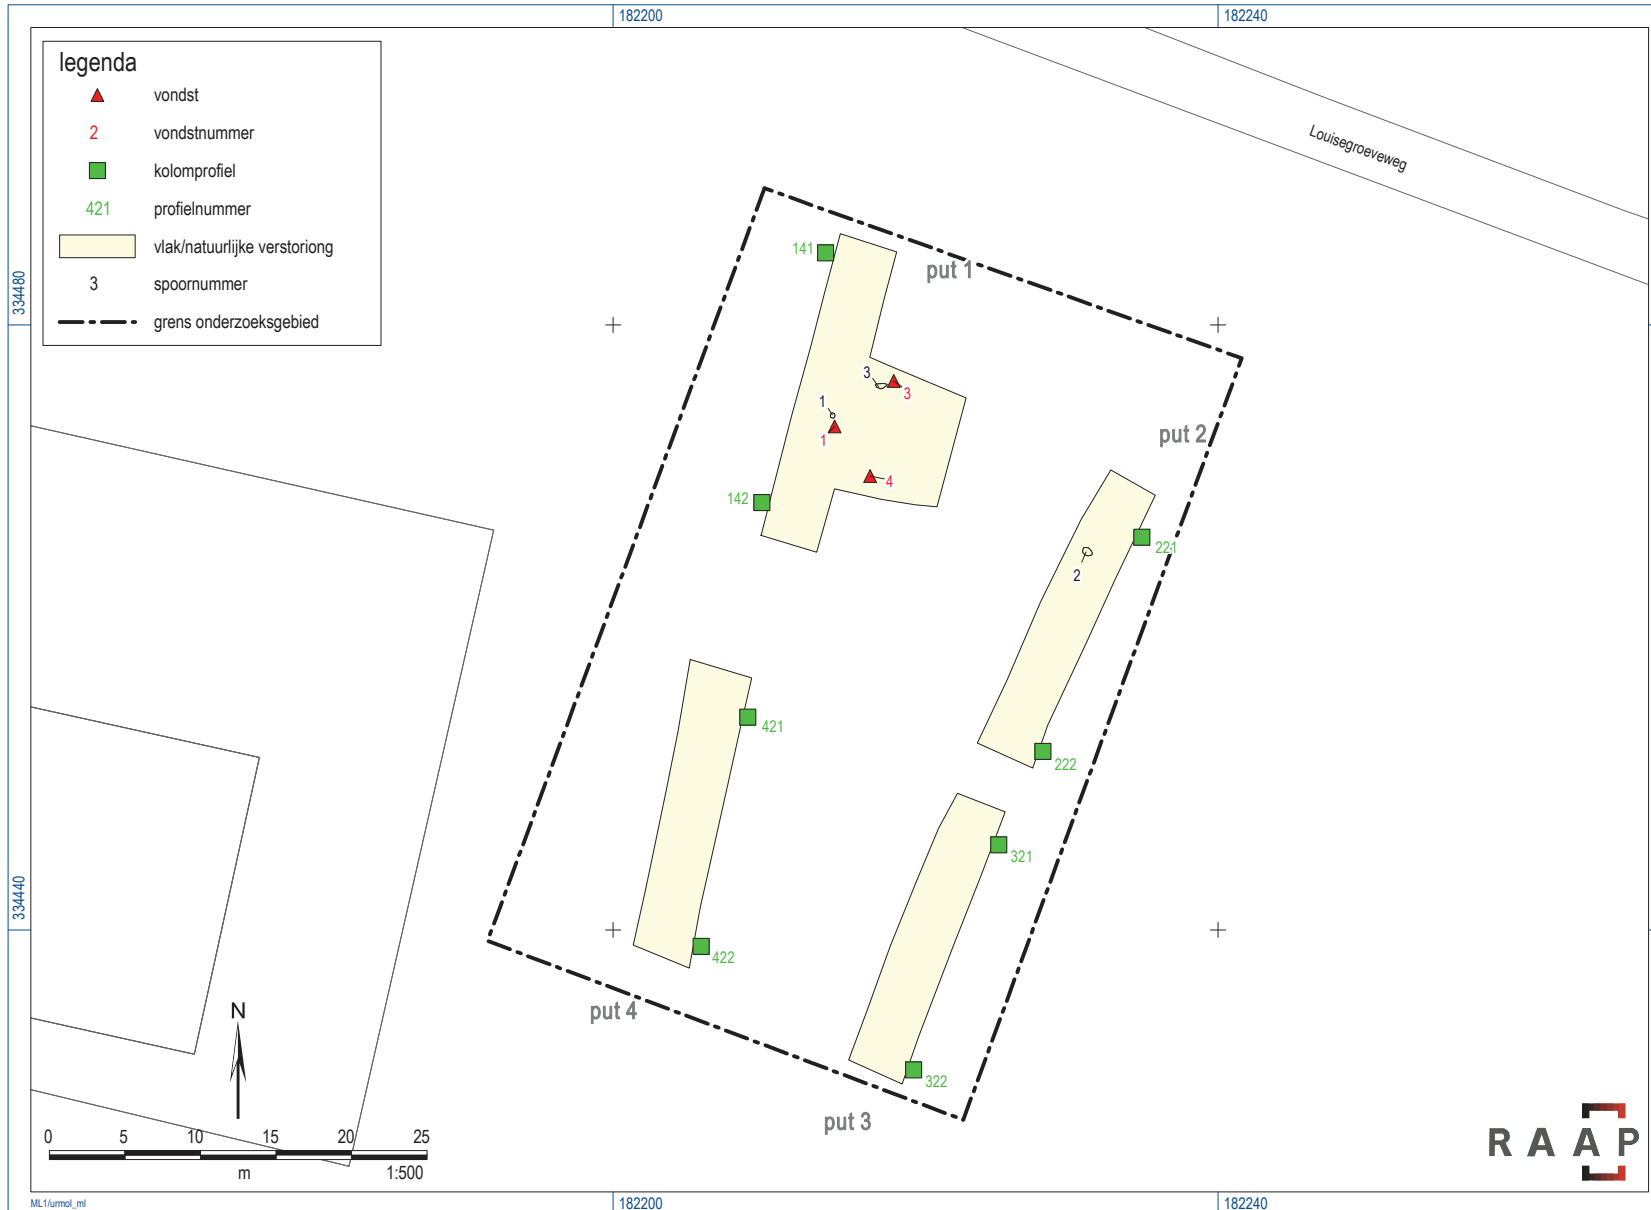 182200
182240
legenda
vondst
2 vondstnummer
kolomprofiel
421 profielnummer
vlak/natuurlijke verstoriong
3 spoornummer
grens onderzoeksgebied
Louisegroeveweg
334480
141
put 1
3
3
1
1
4
142
put 2
221
2
421
222
321
334440
422
put 4
322
put 3
N
0 5 10 15 20 25
m 1:500
RAAP
ML1/urmol_ml
182200
182240